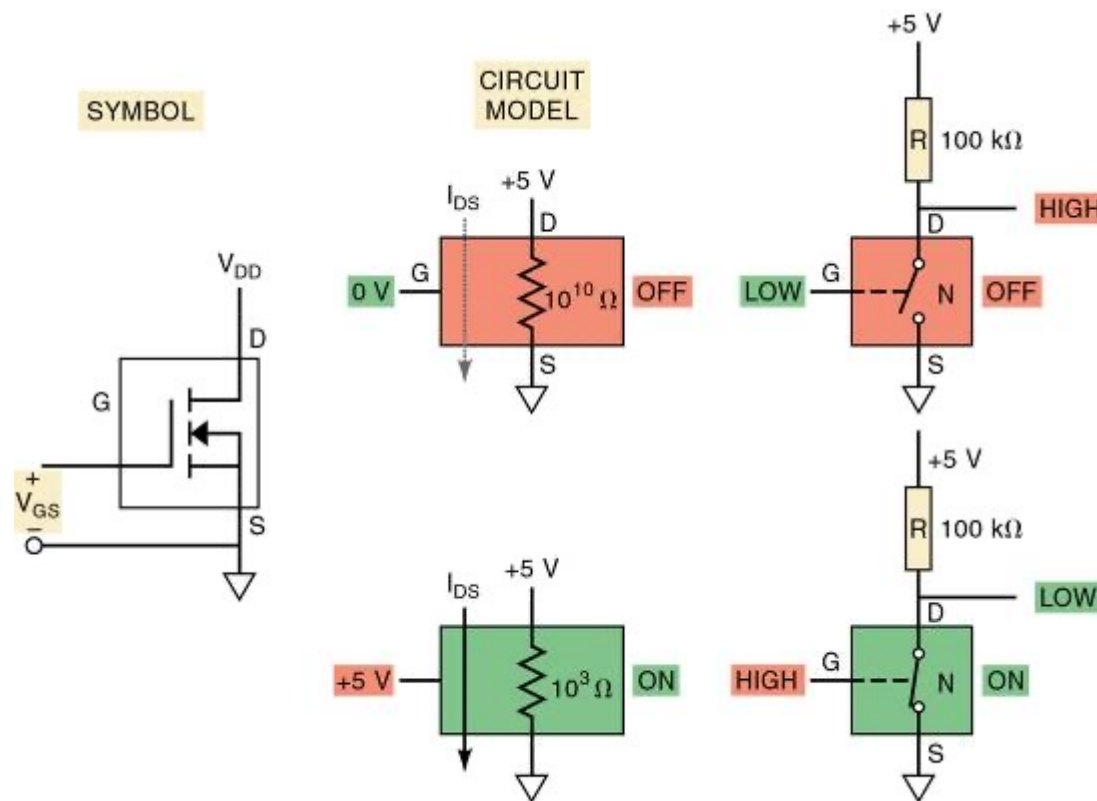 SYMBOL
V_DD
D
G
+
V_GS
−
S
CIRCUIT
MODEL
I_DS
+5 V
D
0 V
G
10^10 Ω
OFF
S
I_DS
+5 V
+5 V
10^3 Ω
ON
+5 V
R
100 kΩ
HIGH
D
LOW
G
N
OFF
S
+5 V
R
100 kΩ
LOW
D
HIGH
G
N
ON
S